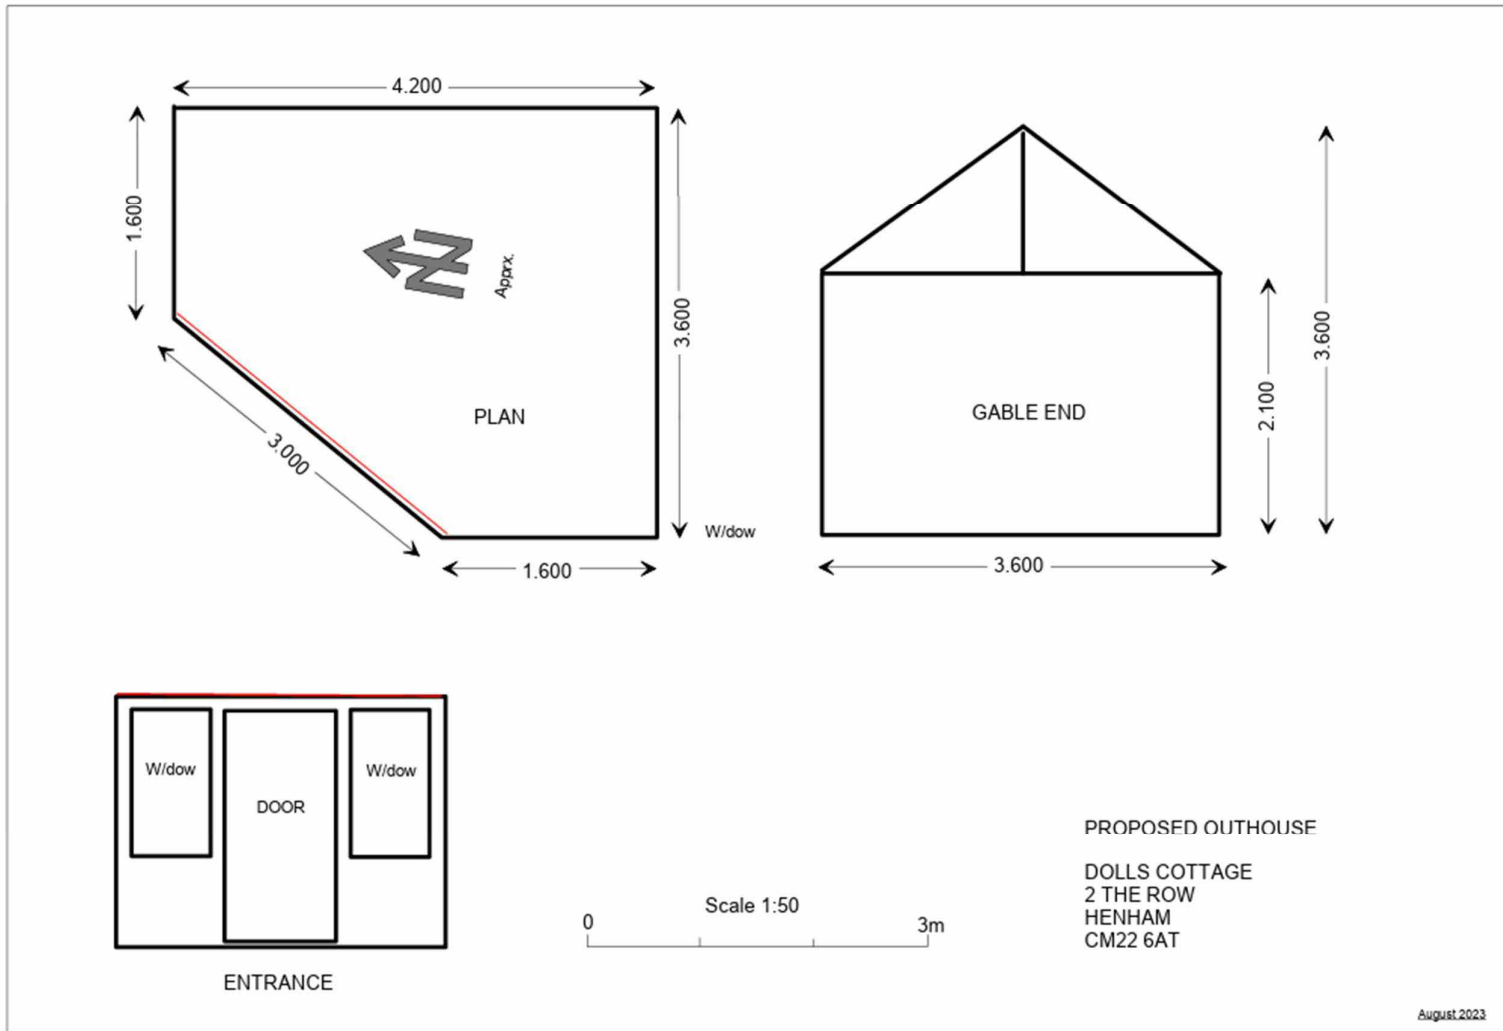 4.200
1.600
3.600
N
Apprx.
PLAN
3.000
1.600
W/dow
GABLE END
2.100
3.600
3.600
W/dow
DOOR
W/dow
ENTRANCE
Scale 1:50
0
3m
PROPOSED OUTHOUSE
DOLLS COTTAGE
2 THE ROW
HENHAM
CM22 6AT
August 2023